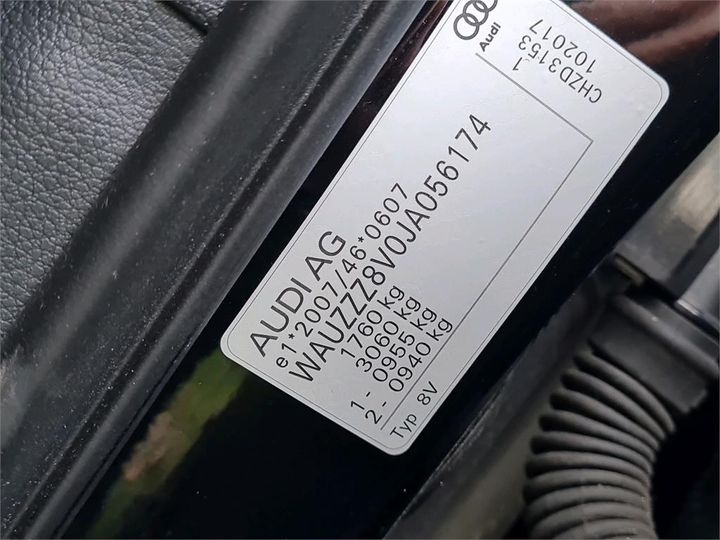 AUDI AG
e1*2007/46*0607
WAUZZZ8V0JA056174
1760 kg
3060 kg
1- 0955 kg
2- 0940 kg
Typ 8V
Audi
CHZD3153_1
102017